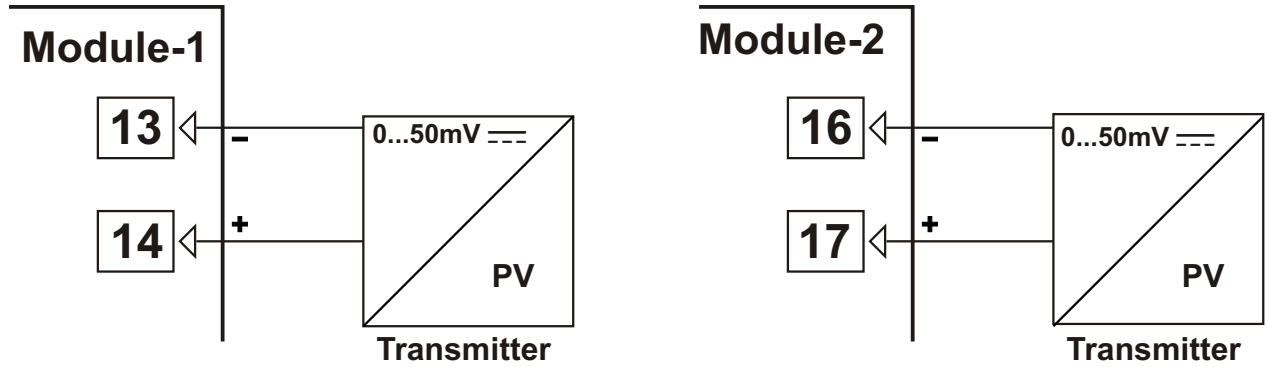 Module-1
13
−
0...50mV
14
+
PV
Transmitter
Module-2
16
−
0...50mV
17
+
PV
Transmitter